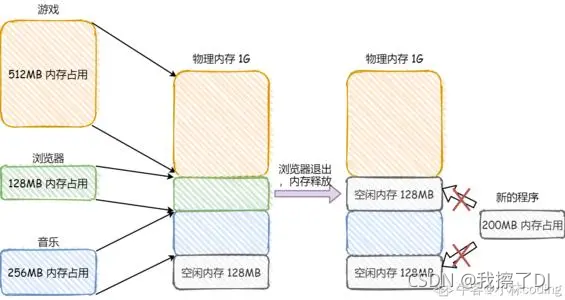 游戏
512MB 内存占用
浏览器
128MB 内存占用
音乐
256MB 内存占用
物理内存 1G
空闲内存 128MB
浏览器退出
，内存释放
物理内存 1G
空闲内存 128MB
空闲内存 128MB
新的程序
200MB 内存占用
CSDN @我擦了DJ